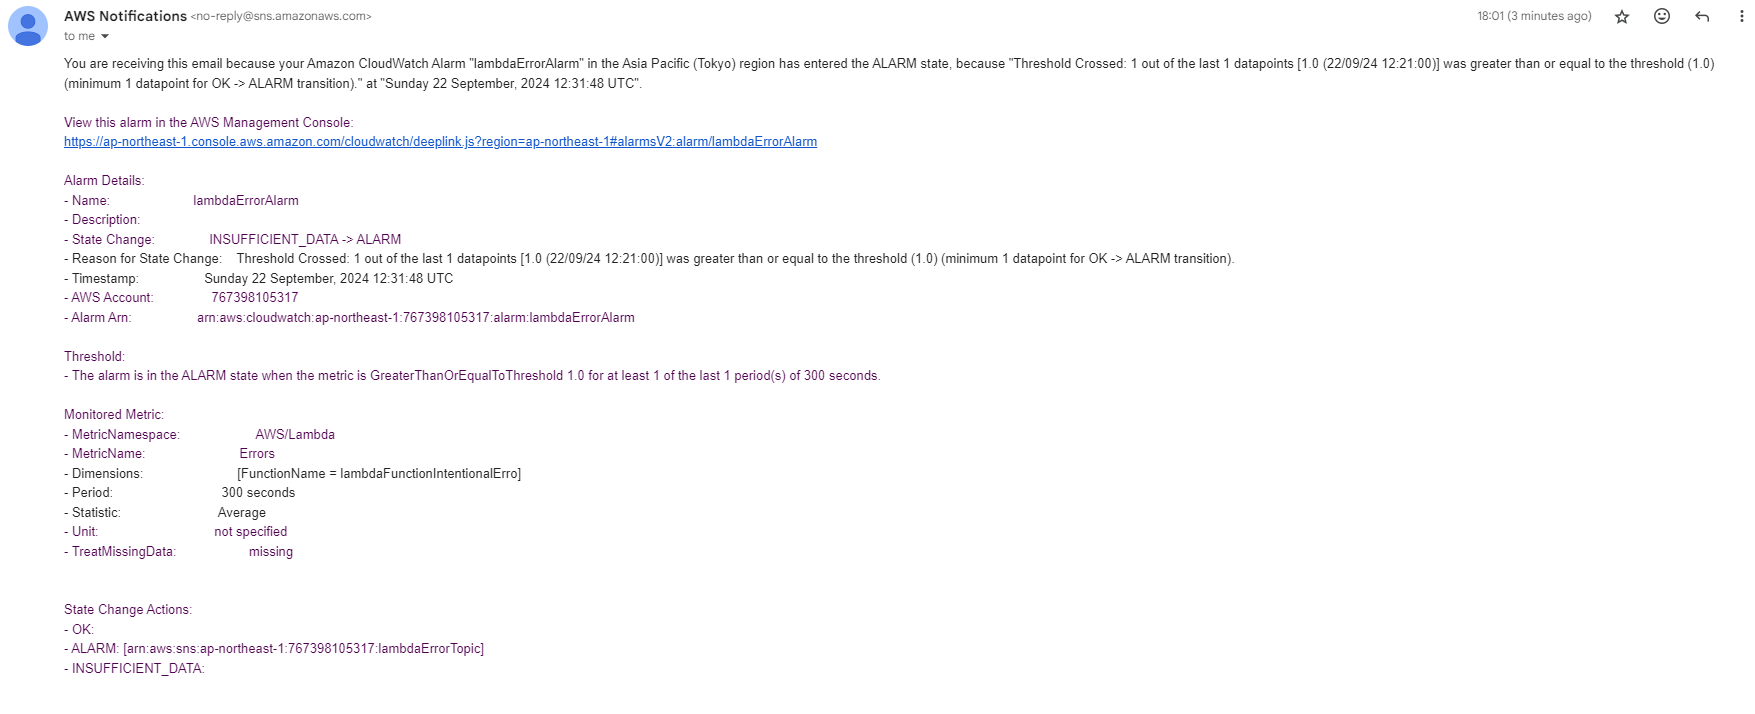 AWS Notifications <no-reply@sns.amazonaws.com>
18:01 (3 minutes ago)
to me
You are receiving this email because your Amazon CloudWatch Alarm "lambdaErrorAlarm" in the Asia Pacific (Tokyo) region has entered the ALARM state, because "Threshold Crossed: 1 out of the last 1 datapoints [1.0 (22/09/24 12:21:00)] was greater than or equal to the threshold (1.0)
(minimum 1 datapoint for OK -> ALARM transition)." at "Sunday 22 September, 2024 12:31:48 UTC".
View this alarm in the AWS Management Console:
https://ap-northeast-1.console.aws.amazon.com/cloudwatch/deeplink.js?region=ap-northeast-1#alarmsV2:alarm/lambdaErrorAlarm
Alarm Details:
- Name: lambdaErrorAlarm
- Description:
- State Change: INSUFFICIENT_DATA -> ALARM
- Reason for State Change: Threshold Crossed: 1 out of the last 1 datapoints [1.0 (22/09/24 12:21:00)] was greater than or equal to the threshold (1.0) (minimum 1 datapoint for OK -> ALARM transition).
- Timestamp: Sunday 22 September, 2024 12:31:48 UTC
- AWS Account: 767398105317
- Alarm Arn: arn:aws:cloudwatch:ap-northeast-1:767398105317:alarm:lambdaErrorAlarm
Threshold:
- The alarm is in the ALARM state when the metric is GreaterThanOrEqualToThreshold 1.0 for at least 1 of the last 1 period(s) of 300 seconds.
Monitored Metric:
- MetricNamespace: AWS/Lambda
- MetricName: Errors
- Dimensions: [FunctionName = lambdaFunctionIntentionalErro]
- Period: 300 seconds
- Statistic: Average
- Unit: not specified
- TreatMissingData: missing
State Change Actions:
- OK:
- ALARM: [arn:aws:sns:ap-northeast-1:767398105317:lambdaErrorTopic]
- INSUFFICIENT_DATA: